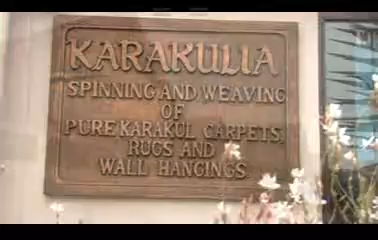 KARAKULIA
SPINNING AND WEAVING
OF
PURE KARAKUL CARPETS,
RUGS AND
WALL HANGINGS